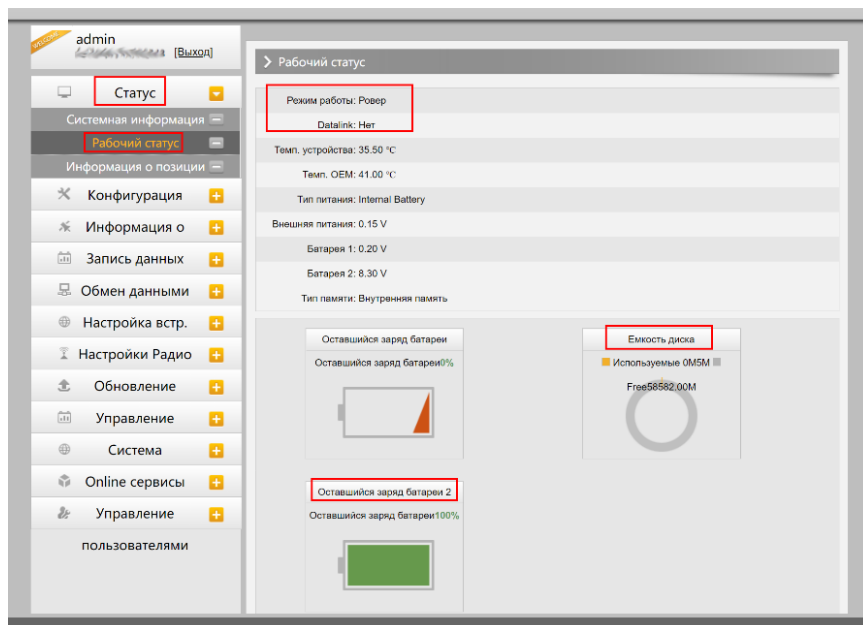 WELCOME
admin
[Выход]
Статус
Системная информация
Рабочий статус
Информация о позиции
Конфигурация
Информация о
Запись данных
Обмен данными
Настройка встр.
Настройки Радио
Обновление
Управление
Система
Online сервисы
Управление
пользователями
Рабочий статус
Режим работы: Ровер
Datalink: Нет
Темп. устройства: 35.50 °C
Темп. OEM: 41.00 °C
Тип питания: Internal Battery
Внешняя питания: 0.15 V
Батарея 1: 0.20 V
Батарея 2: 8.30 V
Тип памяти: Внутренняя память
Оставшийся заряд батареи
Оставшийся заряд батареи0%
Емкость диска
Используемые 0M5M
Free58582.00M
Оставшийся заряд батареи 2
Оставшийся заряд батареи100%